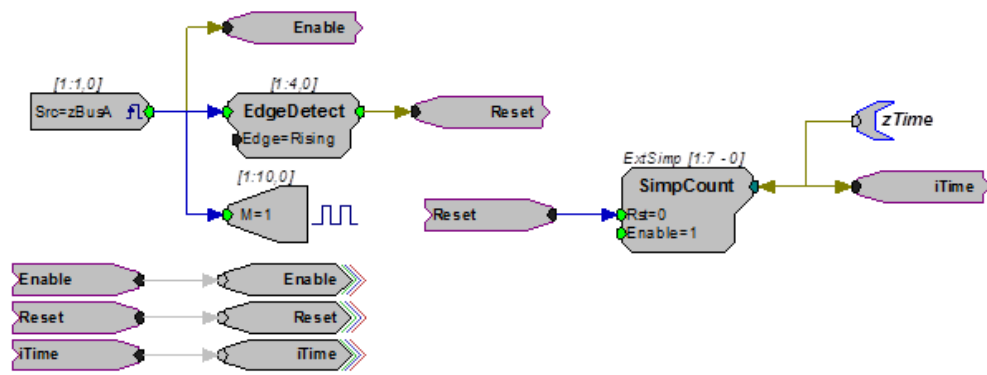 Enable
[1:1,0]
Src=zBusA
[1:4,0]
EdgeDetect
Edge=Rising
Reset
[1:10,0]
M=1
zTime
ExtSimp [1:7 - 0]
SimpCount
Rst=0
Enable=1
Reset
iTime
Enable
Enable
Reset
Reset
iTime
iTime